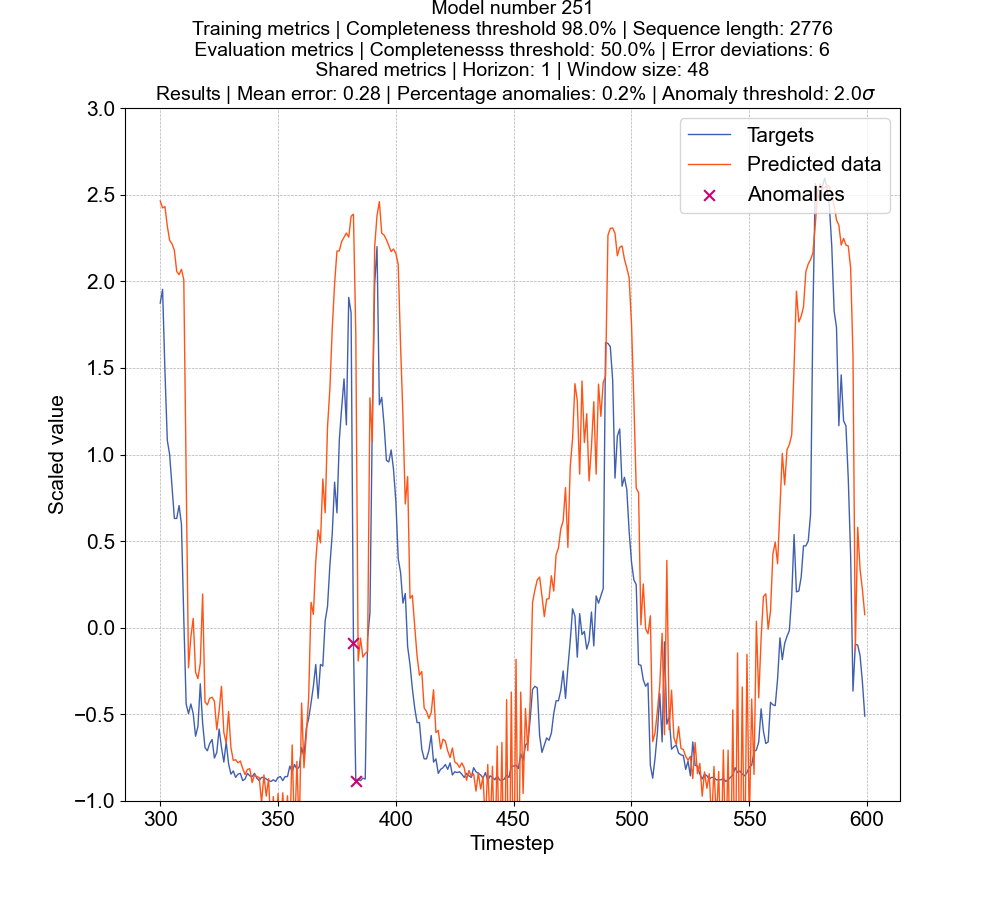 Model number 251
Training metrics | Completeness threshold 98.0% | Sequence length: 2776
Evaluation metrics | Completenesss threshold: 50.0% | Error deviations: 6
Shared metrics | Horizon: 1 | Window size: 48
Results | Mean error: 0.28 | Percentage anomalies: 0.2% | Anomaly threshold: 2.0σ
3.0
2.5
2.0
1.5
1.0
0.5
0.0
−0.5
−1.0
Scaled value
Targets
Predicted data
Anomalies
300
350
400
450
500
550
600
Timestep